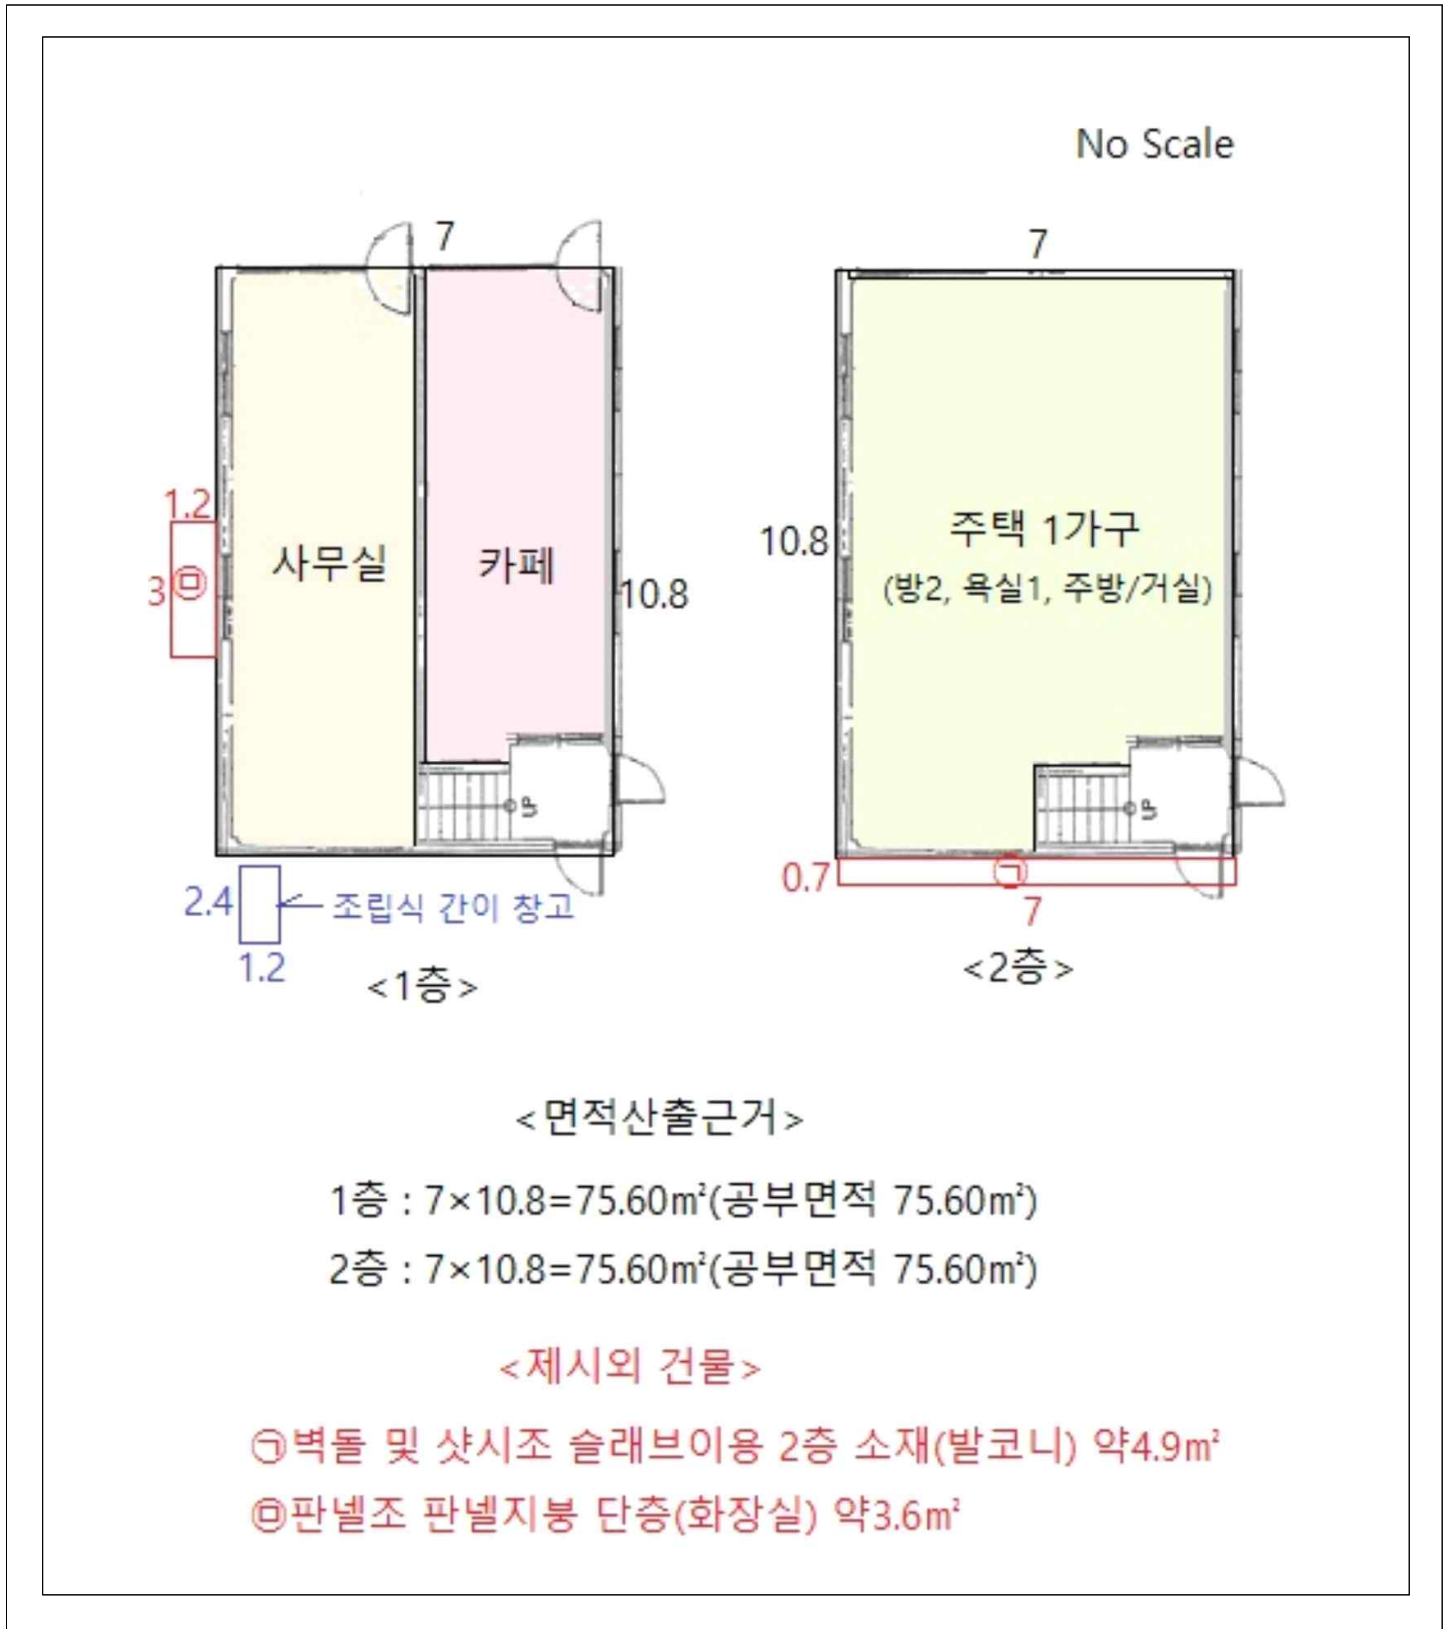 No Scale
7
7
1.2
3
㉤
사무실
카페
10.8
10.8
주택 1가구
(방2, 욕실1, 주방/거실)
UP
UP
2.4
조립식 간이 창고
1.2
<1층>
0.7
㉠
7
<2층>
<면적산출근거>
1층 : 7×10.8=75.60㎡(공부면적 75.60㎡)
2층 : 7×10.8=75.60㎡(공부면적 75.60㎡)
<제시외 건물>
㉠벽돌 및 샷시조 슬래브이용 2층 소재(발코니) 약4.9㎡
㉤판넬조 판넬지붕 단층(화장실) 약3.6㎡